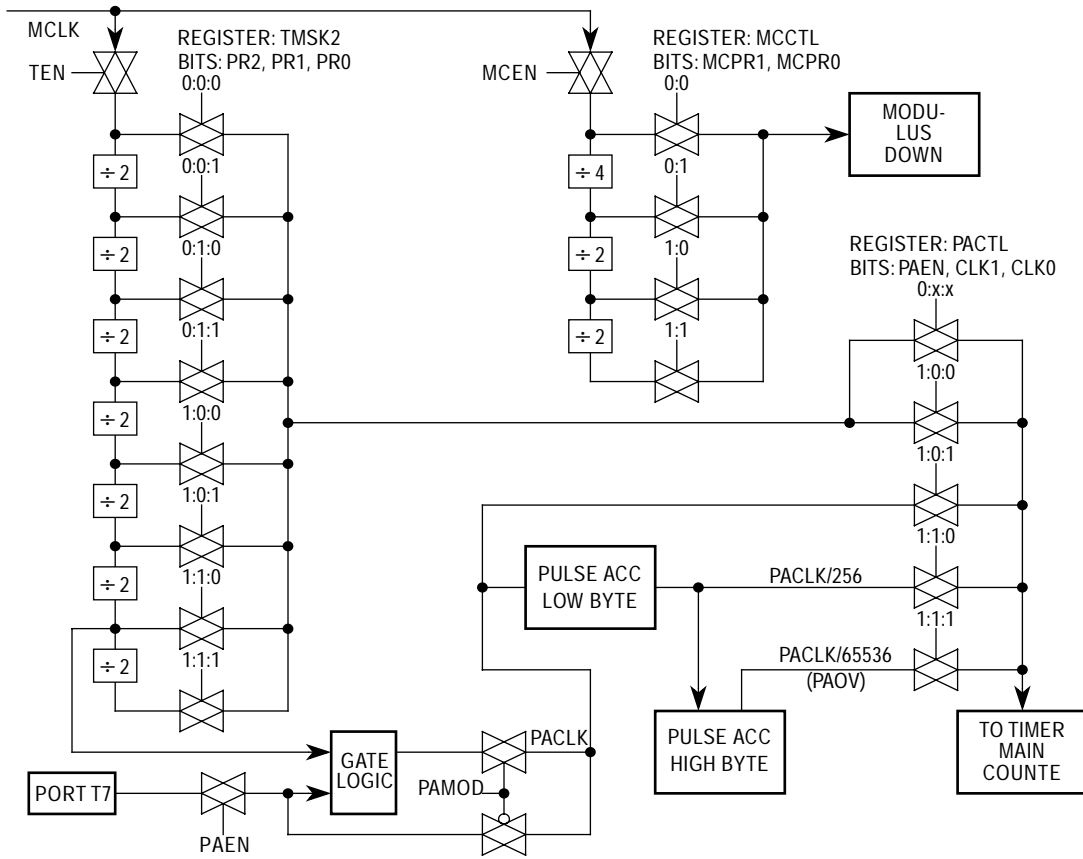 MCLK
REGISTER: TMSK2
BITS: PR2, PR1, PR0
TEN
0:0:0
÷ 2
0:0:1
÷ 2
0:1:0
÷ 2
0:1:1
÷ 2
1:0:0
÷ 2
1:0:1
÷ 2
1:1:0
÷ 2
1:1:1
REGISTER: MCCTL
BITS: MCPR1, MCPR0
MCEN
0:0
÷ 4
0:1
÷ 2
1:0
÷ 2
1:1
MODU-
LUS
DOWN
REGISTER: PACTL
BITS: PAEN, CLK1, CLK0
0:x:x
1:0:0
1:0:1
1:1:0
1:1:1
PULSE ACC
LOW BYTE
PACLK/256
PACLK/65536
(PAOV)
PULSE ACC
HIGH BYTE
TO TIMER
MAIN
COUNTE
PORT T7
PAEN
GATE
LOGIC
PACLK
PAMOD